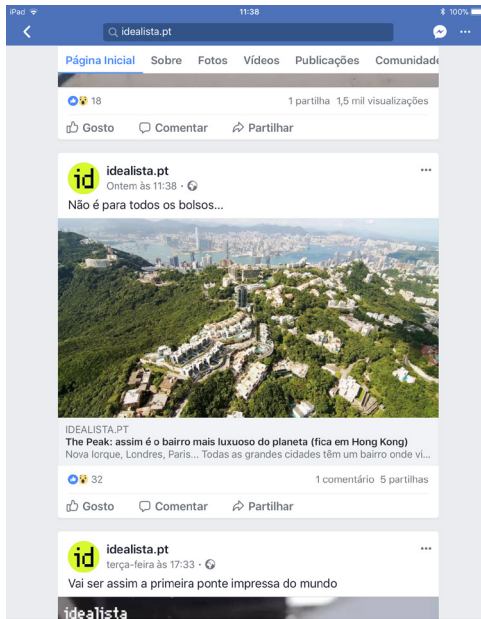 iPad 11:38 100%
idealista.pt
Página Inicial Sobre Fotos Vídeos Publicações Comunidade
18 1 partilha 1,5 mil visualizações
Gosto Comentar Partilhar
id idealista.pt
Ontem às 11:38 ·
Não é para todos os bolsos...
IDEALISTA.PT
The Peak: assim é o bairro mais luxuoso do planeta (fica em Hong Kong)
Nova Iorque, Londres, Paris... Todas as grandes cidades têm um bairro onde vi...
32 1 comentário 5 partilhas
Gosto Comentar Partilhar
id idealista.pt
terça-feira às 17:33 ·
Vai ser assim a primeira ponte impressa do mundo
idealista